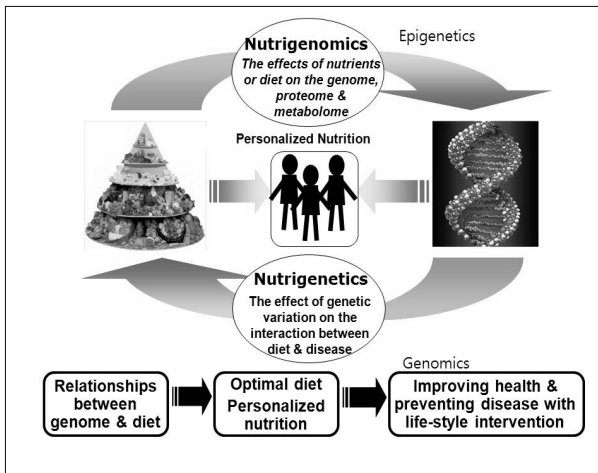 Nutrigenomics
Epigenetics
The effects of nutrients
or diet on the genome,
proteome &
metabolome
Personalized Nutrition
Nutrigenetics
The effect of genetic
variation on the
interaction between
diet & disease
Genomics
Relationships
between
genome & diet
Optimal diet
Personalized
nutrition
Improving health &
preventing disease with
life-style intervention